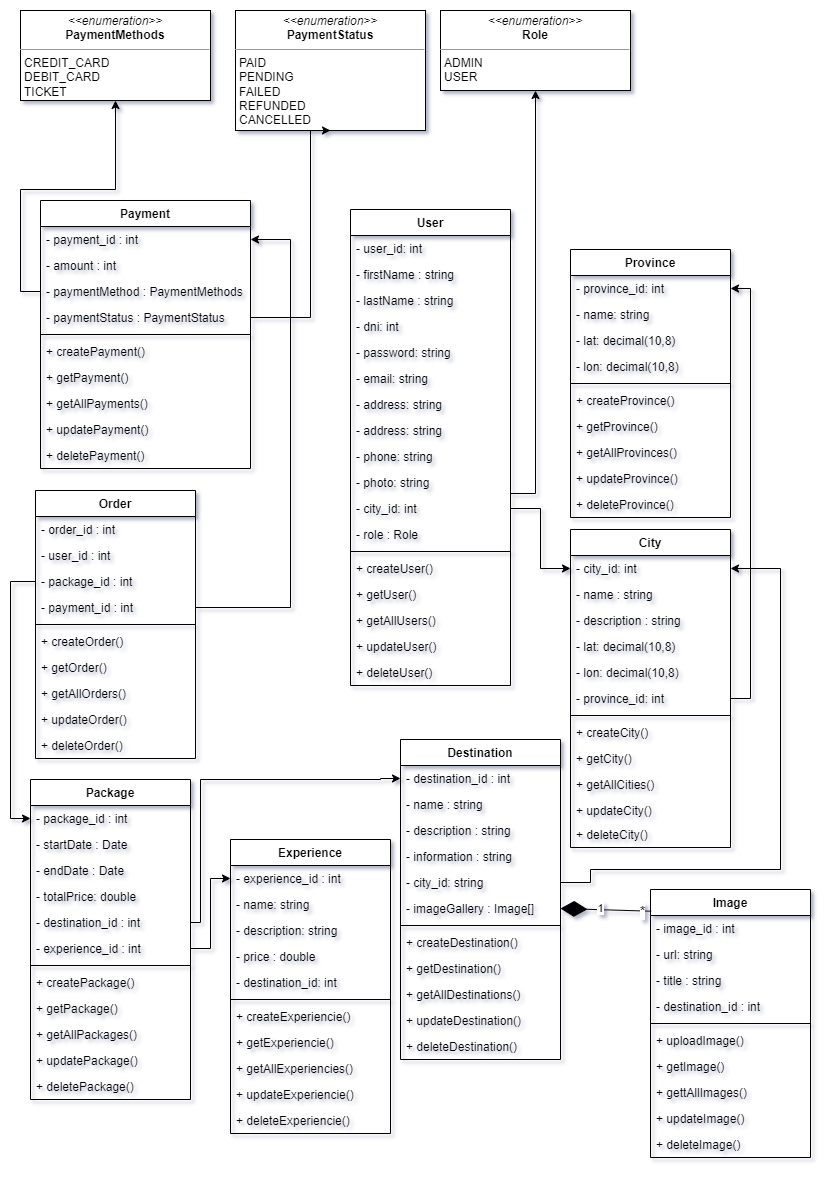 <<enumeration>>
PaymentMethods
CREDIT_CARD
DEBIT_CARD
TICKET
<<enumeration>>
PaymentStatus
PAID
PENDING
FAILED
REFUNDED
CANCELLED
<<enumeration>>
Role
ADMIN
USER
Payment
- payment_id : int
- amount : int
- paymentMethod : PaymentMethods
- paymentStatus : PaymentStatus
+ createPayment()
+ getPayment()
+ getAllPayments()
+ updatePayment()
+ deletePayment()
User
- user_id: int
- firstName : string
- lastName : string
- dni: int
- password: string
- email: string
- address: string
- address: string
- phone: string
- photo: string
- city_id: int
- role : Role
+ createUser()
+ getUser()
+ getAllUsers()
+ updateUser()
+ deleteUser()
Province
- province_id: int
- name: string
- lat: decimal(10,8)
- lon: decimal(10,8)
+ createProvince()
+ getProvince()
+ getAllProvinces()
+ updateProvince()
+ deleteProvince()
Order
- order_id : int
- user_id : int
- package_id : int
- payment_id : int
+ createOrder()
+ getOrder()
+ getAllOrders()
+ updateOrder()
+ deleteOrder()
City
- city_id: int
- name : string
- description : string
- lat: decimal(10,8)
- lon: decimal(10,8)
- province_id: int
+ createCity()
+ getCity()
+ getAllCities()
+ updateCity()
+ deleteCity()
Package
- package_id : int
- startDate : Date
- endDate : Date
- totalPrice: double
- destination_id : int
- experience_id : int
+ createPackage()
+ getPackage()
+ getAllPackages()
+ updatePackage()
+ deletePackage()
Experience
- experience_id : int
- name: string
- description: string
- price : double
- destination_id: int
+ createExperiencie()
+ getExperiencie()
+ getAllExperiencies()
+ updateExperiencie()
+ deleteExperiencie()
Destination
- destination_id : int
- name : string
- description : string
- information : string
- city_id: string
- imageGallery : Image[]
+ createDestination()
+ getDestination()
+ getAllDestinations()
+ updateDestination()
+ deleteDestination()
1
*
Image
- image_id : int
- url: string
- title : string
- destination_id : int
+ uploadImage()
+ getImage()
+ gettAllImages()
+ updateImage()
+ deleteImage()